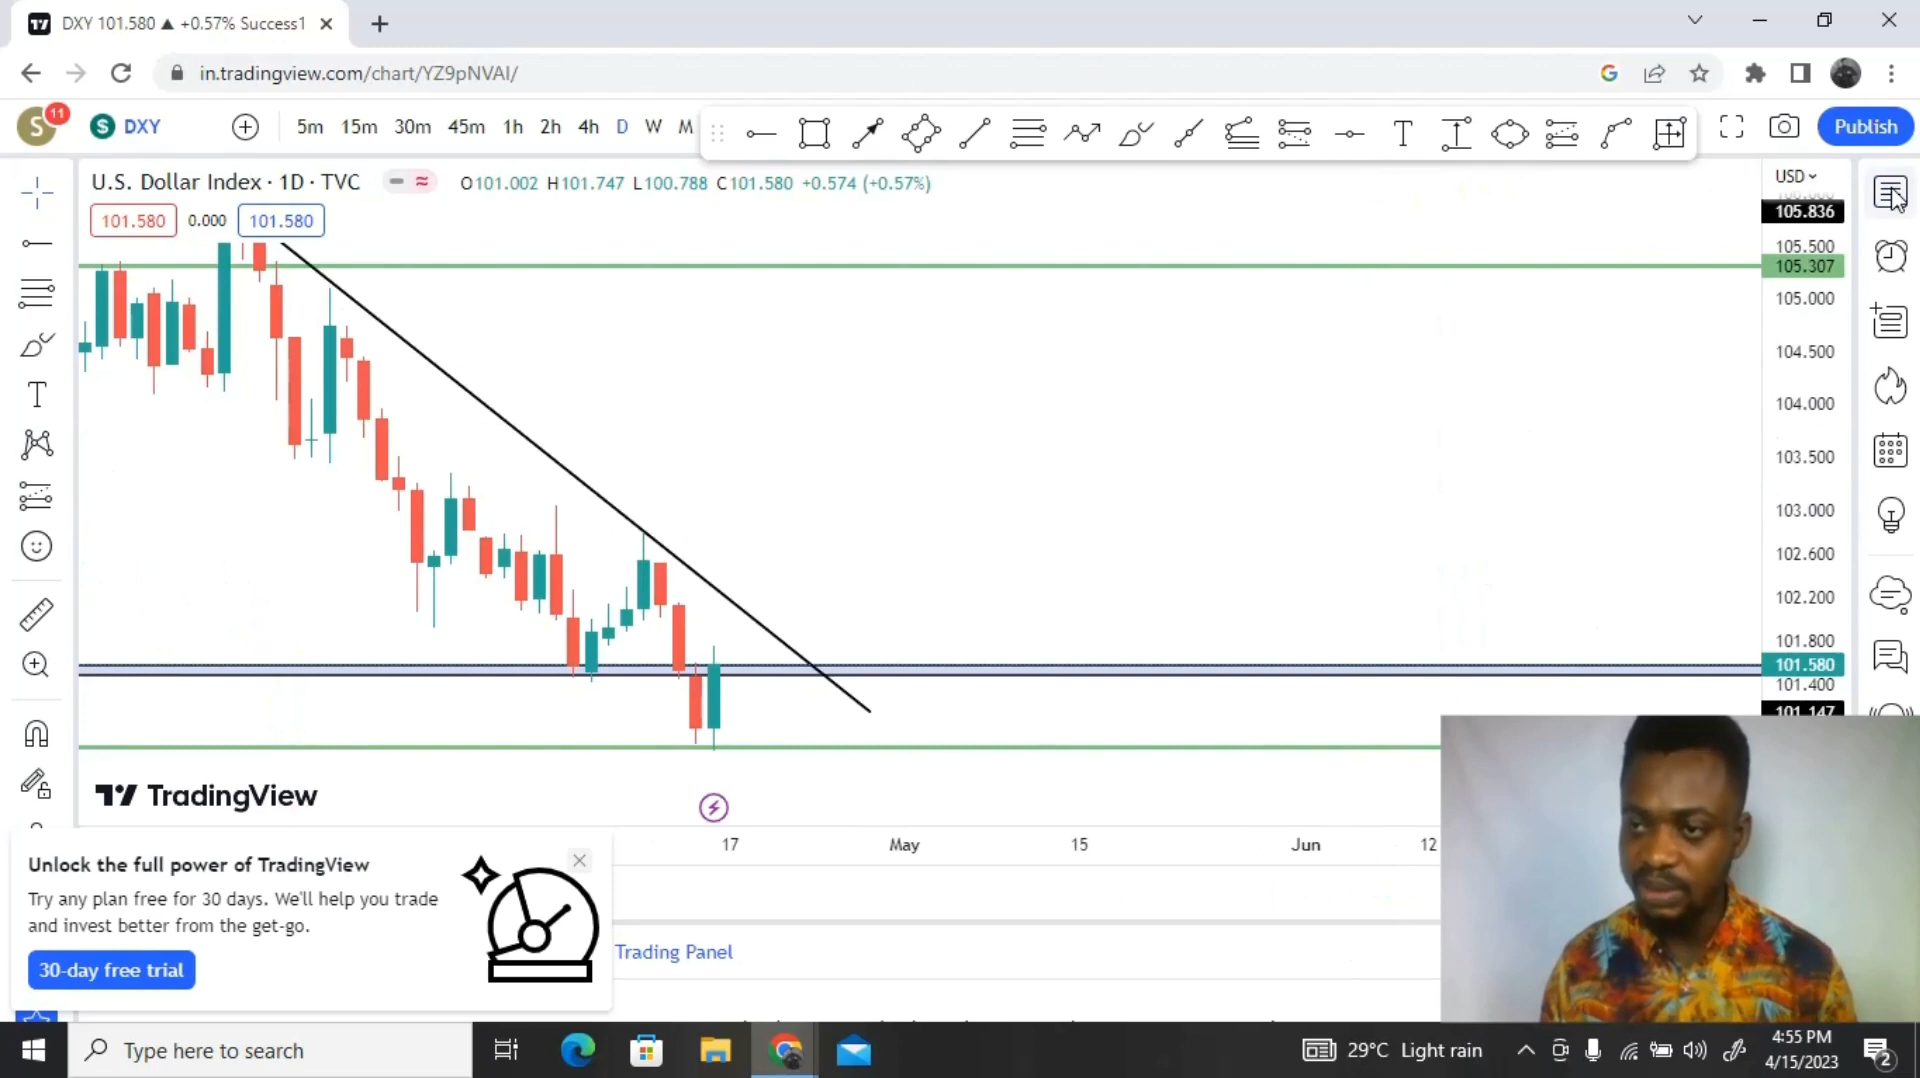 DXY 101.580 ▲ +0.57% Success1
in.tradingview.com/chart/YZ9pNVAI/
S 11
S DXY
5m 15m 30m 45m 1h 2h 4h D W M
T
Publish
U.S. Dollar Index · 1D · TVC
O101.002 H101.747 L100.788 C101.580 +0.574 (+0.57%)
USD
101.580 0.000 101.580
105.836
105.500
105.307
105.000
104.500
104.000
103.500
103.000
102.600
102.200
101.800
101.580
101.400
101.147
TradingView
17 May 15 Jun 12
Unlock the full power of TradingView
Try any plan free for 30 days. We'll help you trade
and invest better from the get-go.
30-day free trial
Trading Panel
Type here to search
29°C Light rain
4:55 PM
4/15/2023
2